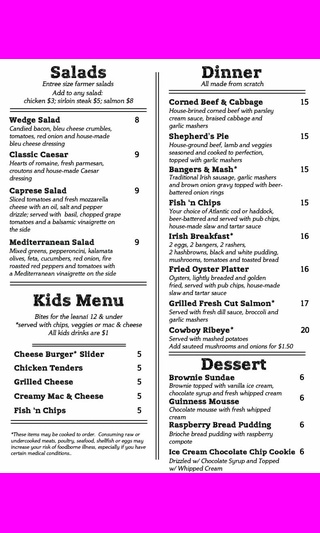 Salads
Entree size farmer salads
Add to any salad:
chicken $3; sirloin steak $5; salmon $8
Wedge Salad 8
Candied bacon, bleu cheese crumbles,
tomatoes, red onion and house-made
bleu cheese dressing
Classic Caesar 9
Hearts of romaine, fresh parmesan,
croutons and house-made Caesar
dressing
Caprese Salad 9
Sliced tomatoes and fresh mozzarella
cheese with an oil, salt and pepper
drizzle; served with basil, chopped grape
tomatoes and a balsamic vinaigrette on
the side
Mediterranean Salad 9
Mixed greens, pepperoncini, kalamata
olives, feta, cucumbers, red onion, fire
roasted red peppers and tomatoes with
a Mediterranean vinaigrette on the side
Kids Menu
Bites for the leanai 12 & under
*served with chips, veggies or mac & cheese
All kids drinks are $1
Cheese Burger* Slider 5
Chicken Tenders 5
Grilled Cheese 5
Creamy Mac & Cheese 5
Fish 'n Chips 5
*These items may be cooked to order. Consuming raw or
undercooked meats, poultry, seafood, shellfish or eggs may
increase your risk of foodborne illness, especially if you have
certain medical conditions..
Dinner
All made from scratch
Corned Beef & Cabbage 15
House-brined corned beef with parsley
cream sauce, braised cabbage and
garlic mashers
Shepherd's Pie 15
House-ground beef, lamb and veggies
seasoned and cooked to perfection,
topped with garlic mashers
Bangers & Mash* 15
Traditional Irish sausage, garlic mashers
and brown onion gravy topped with beer-
battered onion rings
Fish 'n Chips 15
Your choice of Atlantic cod or haddock,
beer-battered and served with pub chips,
house-made slaw and tartar sauce
Irish Breakfast* 16
2 eggs, 2 bangers, 2 rashers,
2 hashbrowns, black and white pudding,
mushrooms, tomatoes and toasted bread
Fried Oyster Platter 16
Oysters, lightly breaded and golden
fried, served with pub chips, house-made
slaw and tartar sauce
Grilled Fresh Cut Salmon* 17
Served with fresh dill sauce, broccoli and
garlic mashers
Cowboy Ribeye* 20
Served with mashed potatoes
Add sauteed mushrooms and onions for $1.50
Dessert
Brownie Sundae 6
Brownie topped with vanilla ice cream,
chocolate syrup and fresh whipped cream
Guinness Mousse 6
Chocolate mousse with fresh whipped
cream
Raspberry Bread Pudding 6
Brioche bread pudding with raspberry
compote
Ice Cream Chocolate Chip Cookie 6
Drizzled w/ Chocolate Syrup and Topped
w/ Whipped Cream